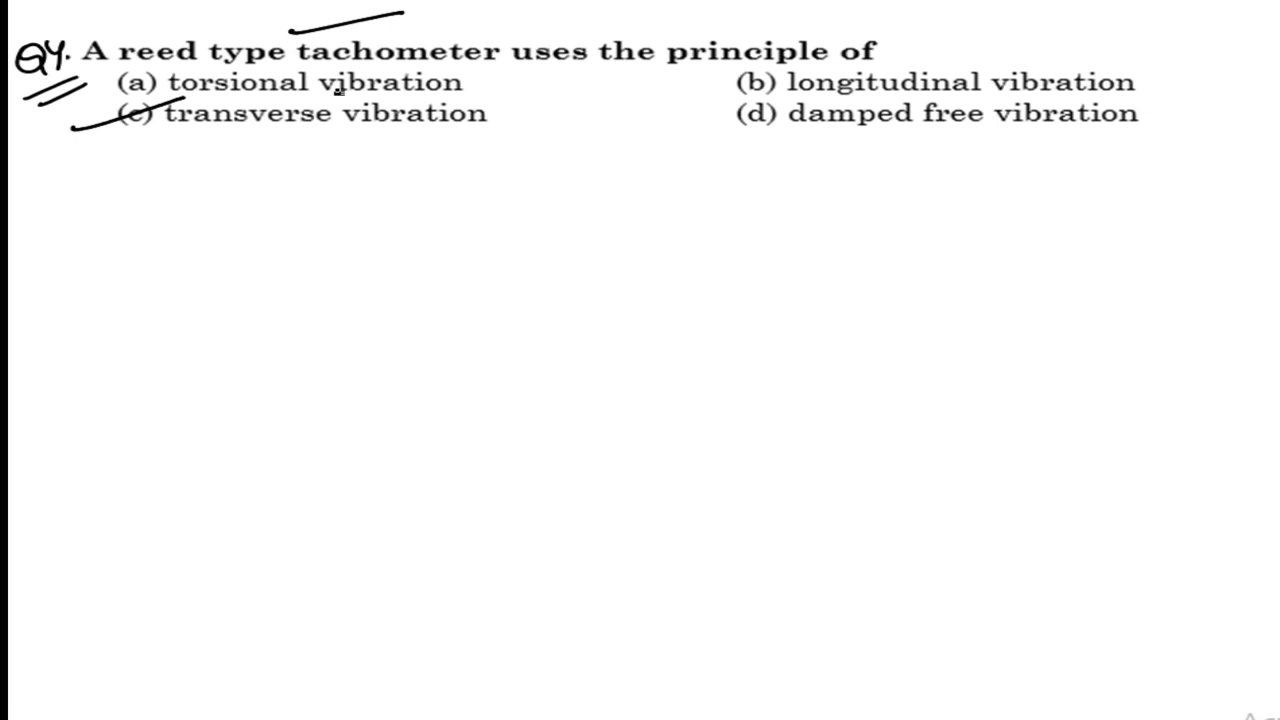 Q4. A reed type tachometer uses the principle of
(a) torsional vibration (b) longitudinal vibration
(c) transverse vibration (d) damped free vibration